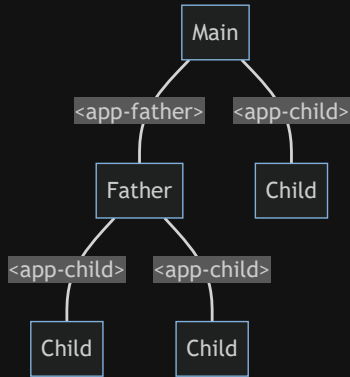 Main
<app-father> <app-child>
Father Child
<app-child> <app-child>
Child Child